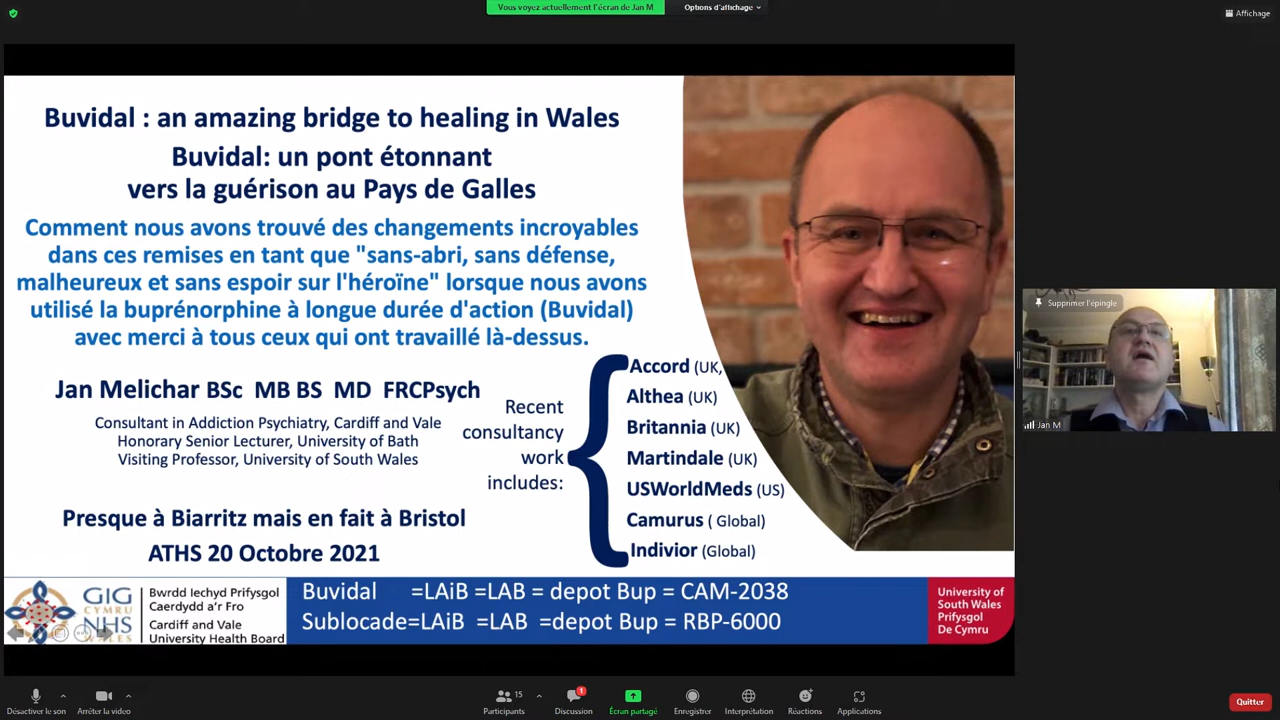 Vous voyez actuellement l'écran de Jan M
Options d'affichage
Affichage
Buvidal : an amazing bridge to healing in Wales
Buvidal: un pont étonnant
vers la guérison au Pays de Galles
Comment nous avons trouvé des changements incroyables
dans ces remises en tant que "sans-abri, sans défense,
malheureux et sans espoir sur l'héroïne" lorsque nous avons
utilisé la buprénorphine à longue durée d'action (Buvidal)
avec merci à tous ceux qui ont travaillé là-dessus.
Jan Melichar BSc MB BS MD FRCPsych
Consultant in Addiction Psychiatry, Cardiff and Vale
Honorary Senior Lecturer, University of Bath
Visiting Professor, University of South Wales
Recent
consultancy
work
includes:
Accord (UK,
Althea (UK)
Britannia (UK)
Martindale (UK)
USWorldMeds (US)
Camurus ( Global)
Indivior (Global)
Presque à Biarritz mais en fait à Bristol
ATHS 20 Octobre 2021
GIG
CYMRU
NHS
Bwrdd Iechyd Prifysgol
Caerdydd a'r Fro
Cardiff and Vale
University Health Board
Buvidal =LAiB =LAB = depot Bup = CAM-2038
Sublocade=LAiB =LAB =depot Bup = RBP-6000
University of
South Wales
Prifysgol
De Cymru
Supprimer l'épingle
Jan M
Désactiver le son
Arrêter la vidéo
15
Participants
1
Discussion
Écran partagé
Enregistrer
Interprétation
Réactions
Applications
Quitter